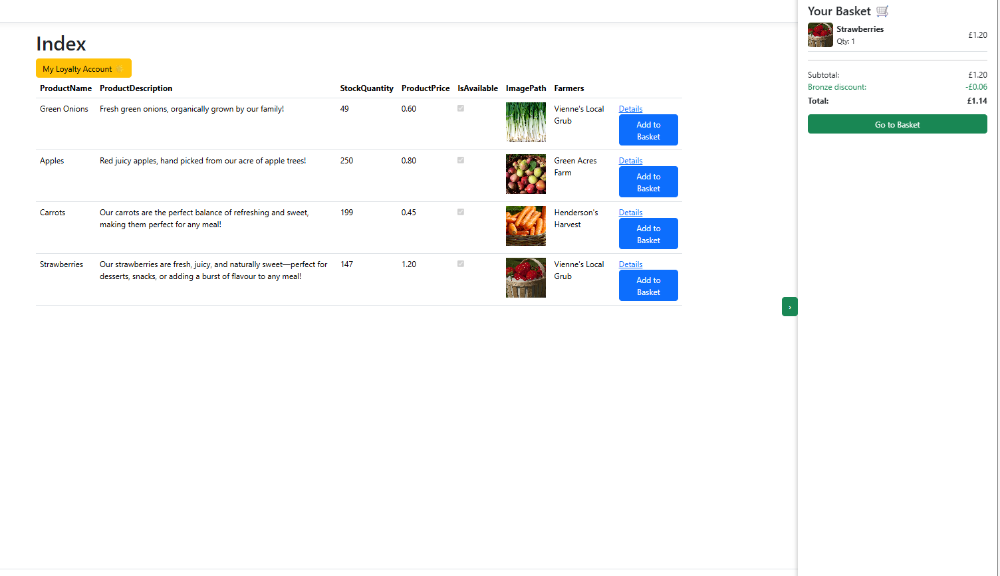 Index
My Loyalty Account
ProductName ProductDescription StockQuantity ProductPrice IsAvailable ImagePath Farmers
Green Onions Fresh green onions, organically grown by our family! 49 0.60 Vienne's Local Details
Grub
Add to
Basket
Apples Red juicy apples, hand picked from our acre of apple trees! 250 0.80 Green Acres Details
Farm
Add to
Basket
Carrots Our carrots are the perfect balance of refreshing and sweet, 199 0.45 Henderson's Details
making them perfect for any meal! Harvest
Add to
Basket
Strawberries Our strawberries are fresh, juicy, and naturally sweet—perfect for 147 1.20 Vienne's Local Details
desserts, snacks, or adding a burst of flavour to any meal! Grub
Add to
Basket
›
Your Basket
Strawberries £1.20
Qty: 1
Subtotal: £1.20
Bronze discount: -£0.06
Total: £1.14
Go to Basket